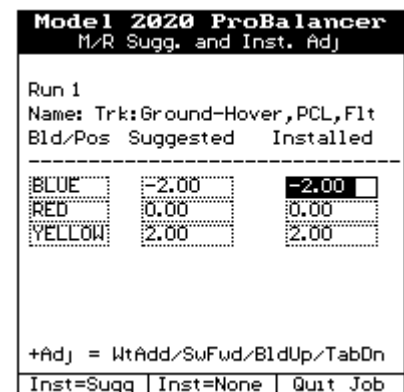 Model 2020 ProBalancer
M/R Sugg. and Inst. Adj
Run 1
Name: Trk:Ground-Hover,PCL,Flt
Bld/Pos Suggested Installed
--------------------------------
BLUE -2.00 -2.00
RED 0.00 0.00
YELLOW 2.00 2.00
+Adj = WtAdd/SwFwd/BldUp/TabDn
Inst=Sugg | Inst=None | Quit Job